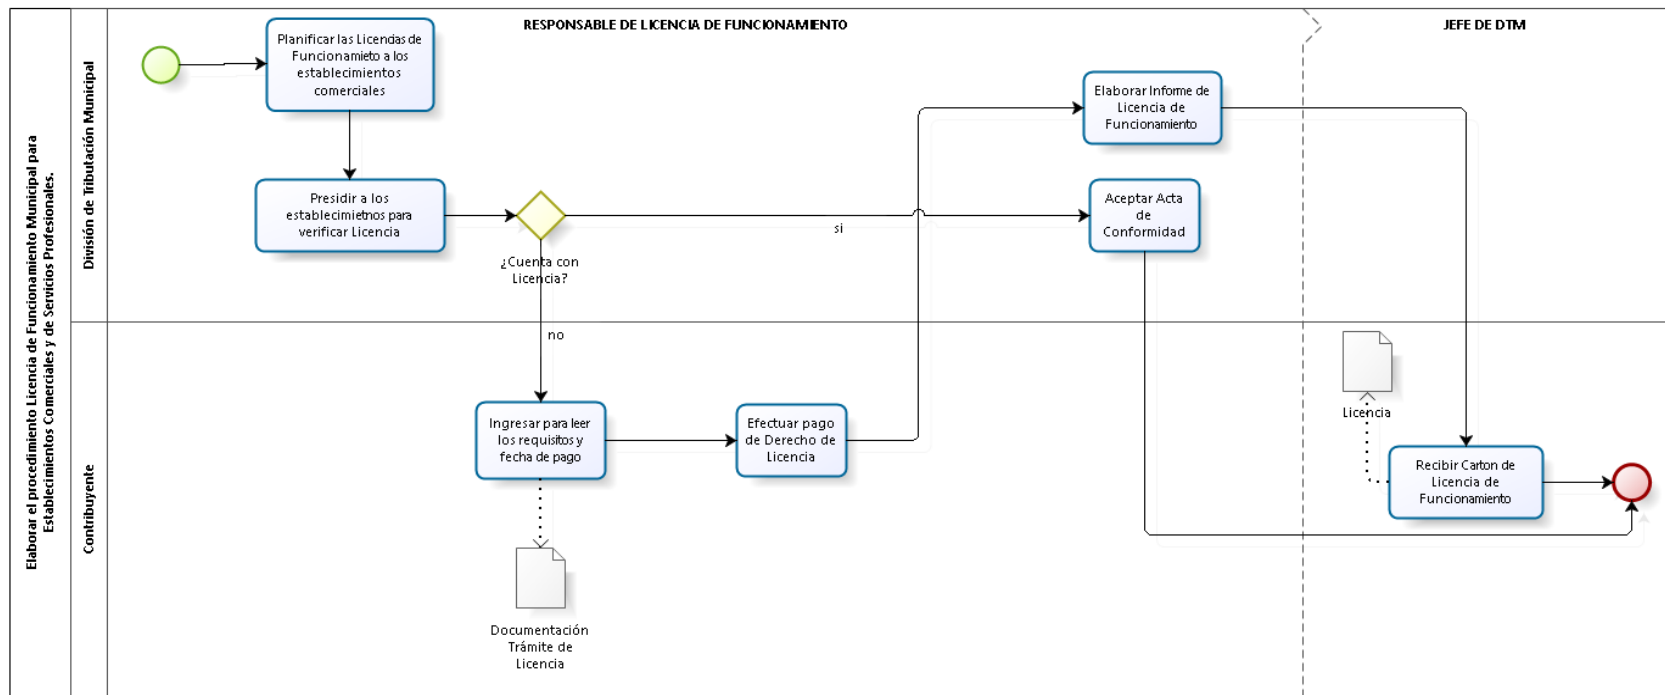 Elaborar el procedimiento Licencia de Funcionamiento Municipal para
Establecimientos Comerciales y de Servicios Profesionales.
División de Tributación Municipal
Contribuyente
RESPONSABLE DE LICENCIA DE FUNCIONAMIENTO
JEFE DE DTM
Planificar las Licencias de
Funcionamieto a los
establecimientos
comerciales
Presidir a los
establecimietnos para
verificar Licencia
¿Cuenta con
Licencia?
si
no
Elaborar Informe de
Licencia de
Funcionamiento
Aceptar Acta
de
Conformidad
Ingresar para leer
los requisitos y
fecha de pago
Efectuar pago
de Derecho de
Licencia
Documentación
Trámite de
Licencia
Licencia
Recibir Carton de
Licencia de
Funcionamiento